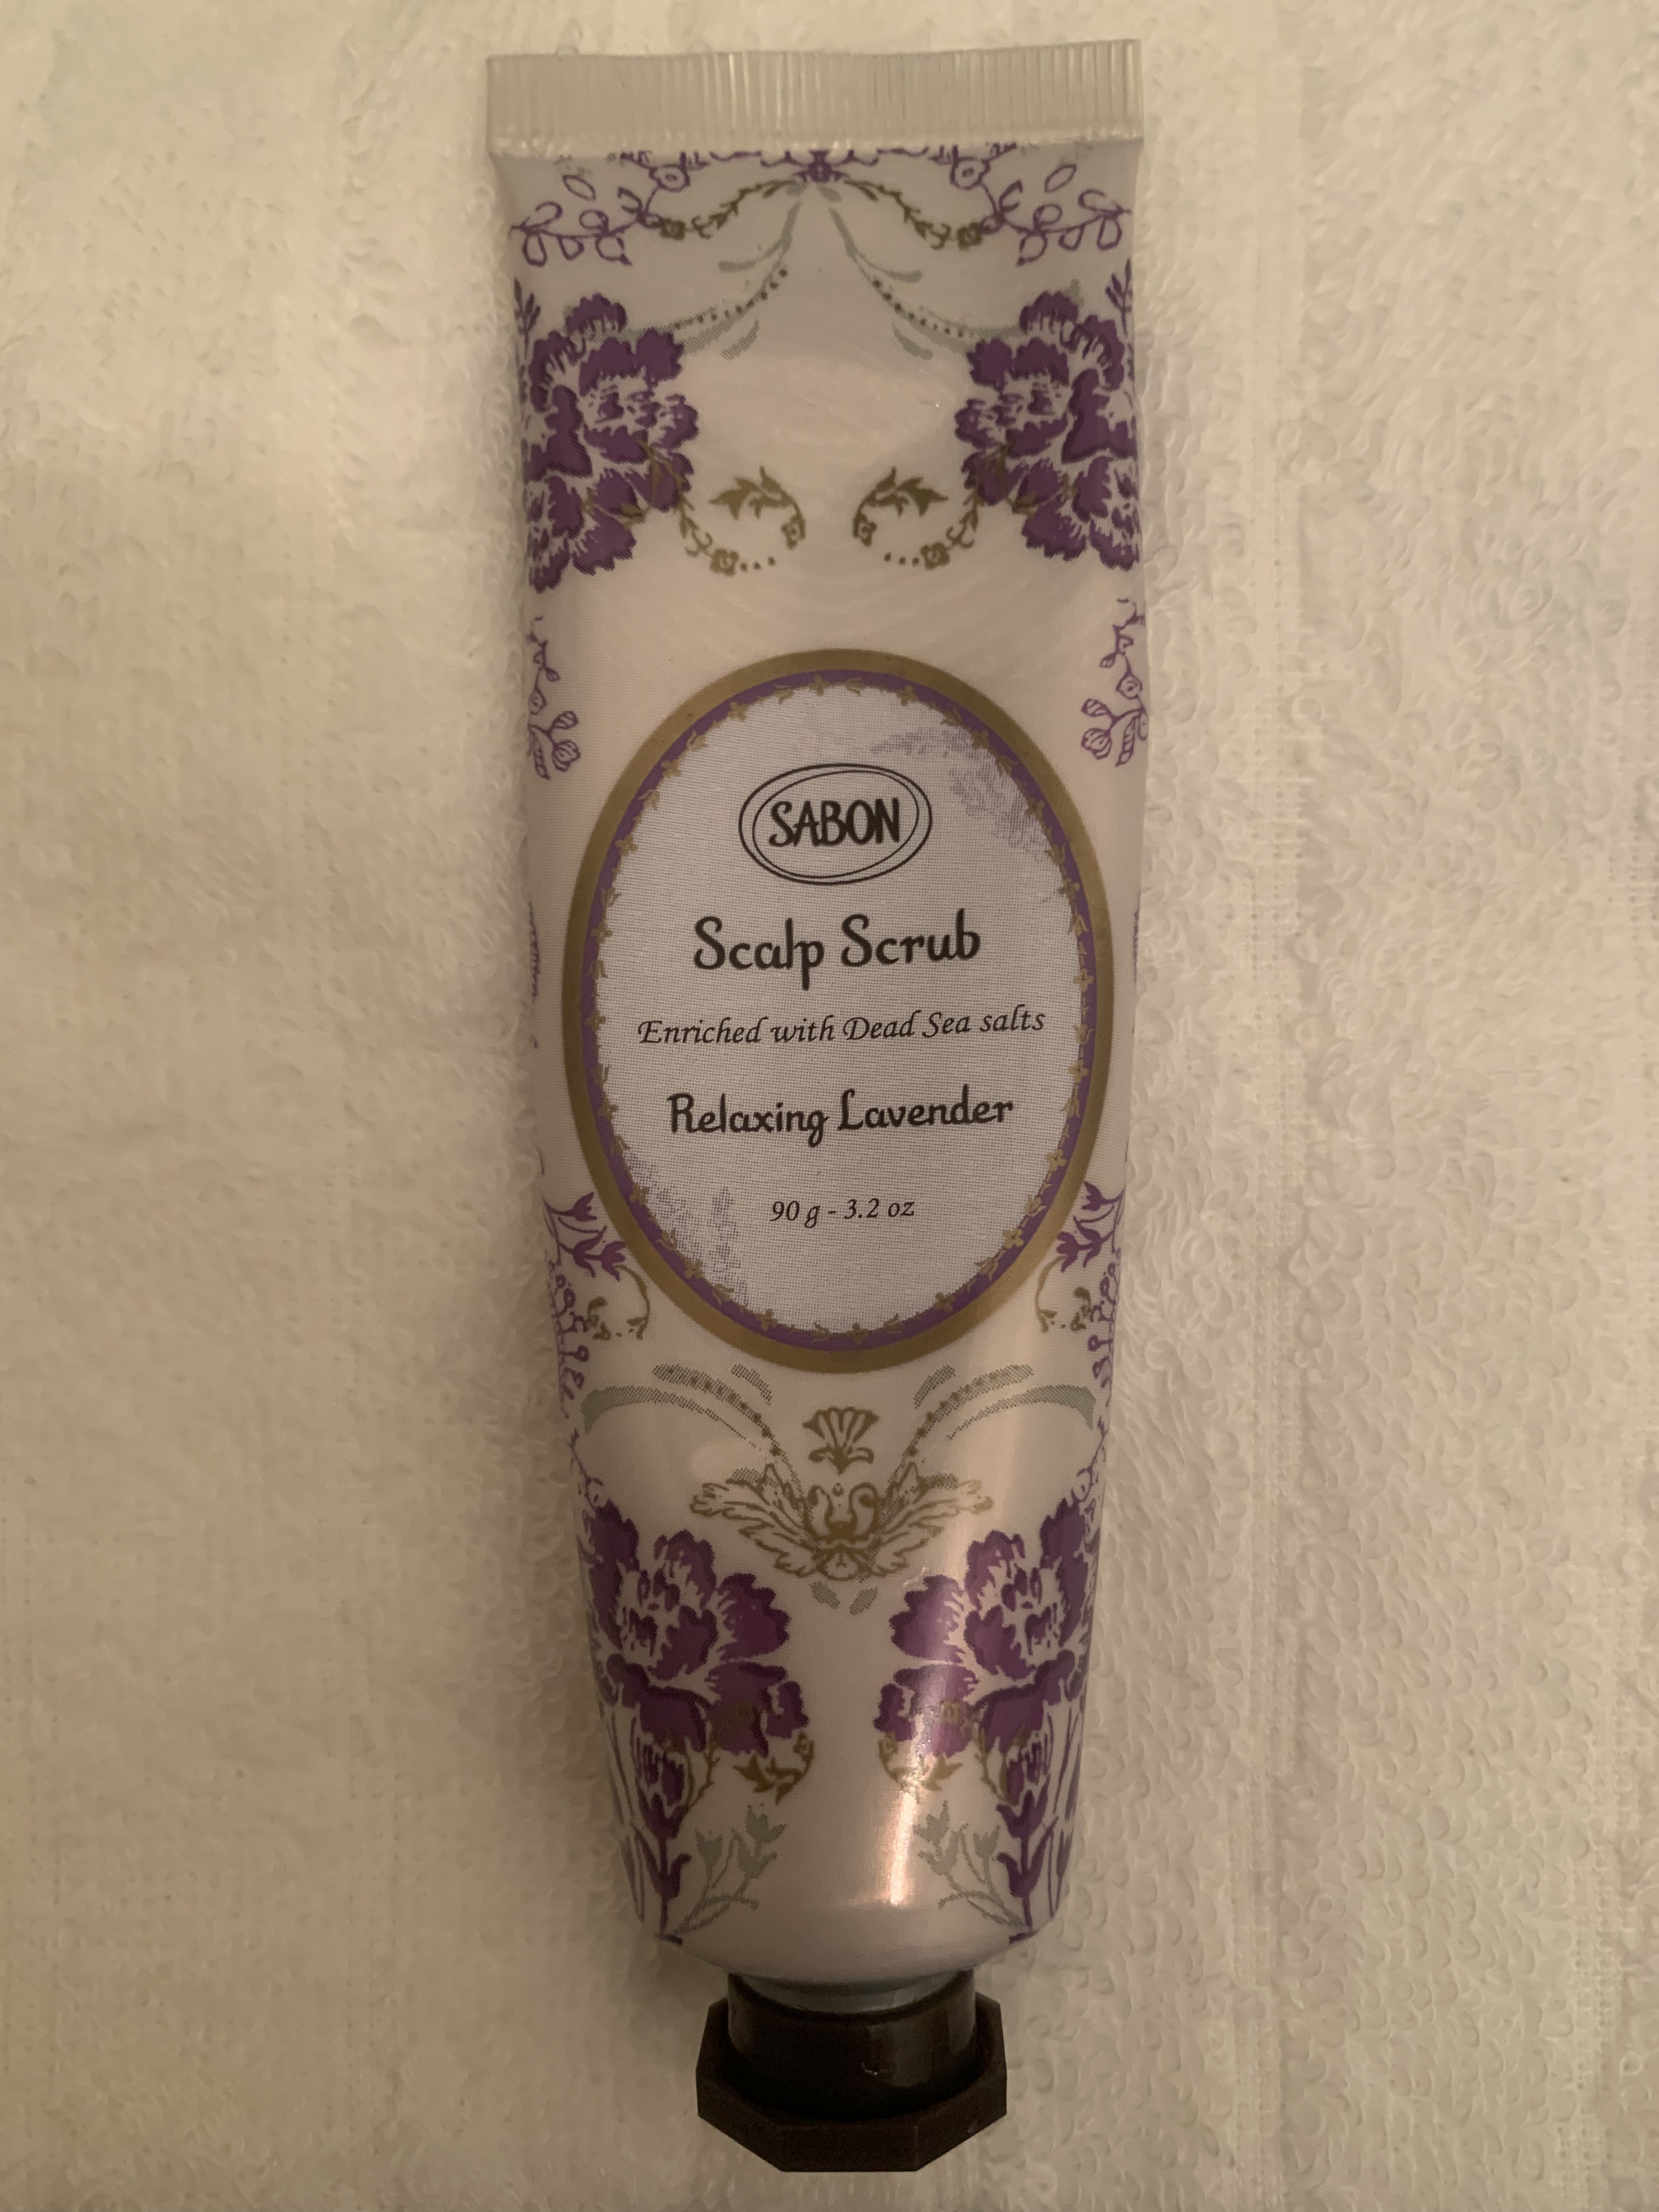 SABON
Scalp Scrub
Enriched with Dead Sea salts
Relaxing Lavender
90 g - 3.2 oz